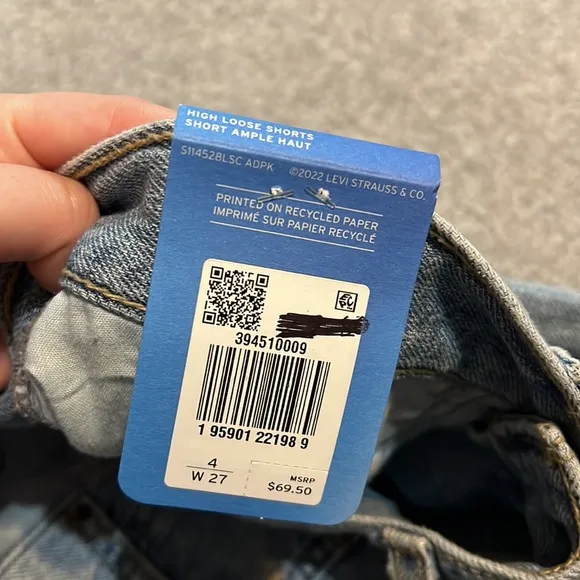 HIGH LOOSE SHORTS
SHORT AMPLE HAUT
S114528LSC ADPK ©2022 LEVI STRAUSS & CO.
PRINTED ON RECYCLED PAPER
IMPRIMÉ SUR PAPIER RECYCLÉ
394510009
1 95901 22198 9
4
W 27
MSRP
$69.50